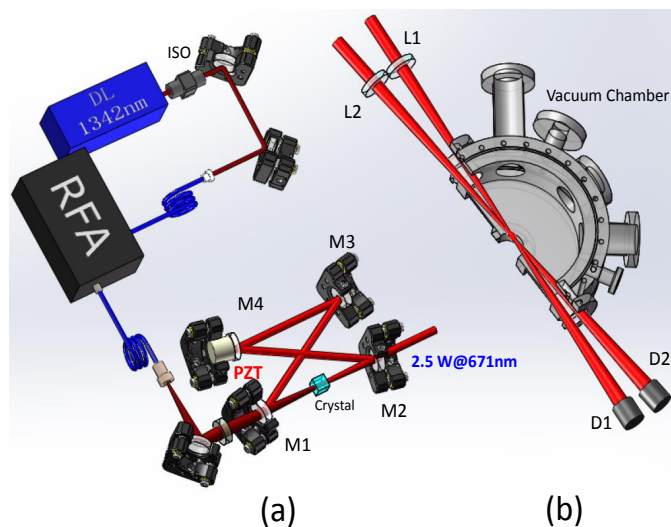 ISO
DL
1342nm
RFA
M3
M4
PZT
2.5 W@671nm
Crystal
M2
M1
(a)
L1
L2
Vacuum Chamber
D2
D1
(b)